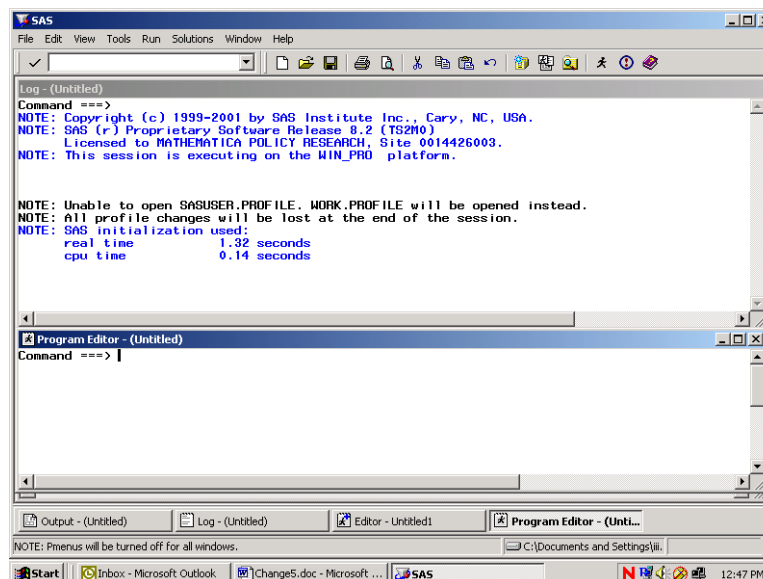 SAS
File Edit View Tools Run Solutions Window Help
Log - (Untitled)
Command ===>
NOTE: Copyright (c) 1999-2001 by SAS Institute Inc., Cary, NC, USA.
NOTE: SAS (r) Proprietary Software Release 8.2 (TS2M0)
Licensed to MATHEMATICA POLICY RESEARCH, Site 0014426003.
NOTE: This session is executing on the WIN_PRO platform.
NOTE: Unable to open SASUSER.PROFILE. WORK.PROFILE will be opened instead.
NOTE: All profile changes will be lost at the end of the session.
NOTE: SAS initialization used:
real time 1.32 seconds
cpu time 0.14 seconds
Program Editor - (Untitled)
Command ===>
Output - (Untitled) Log - (Untitled) Editor - Untitled1 Program Editor - (Unti...
NOTE: Pmenus will be turned off for all windows. C:\Documents and Settings\iii.
Start Inbox - Microsoft Outlook Change5.doc - Microsoft ... SAS N 12:47 PM